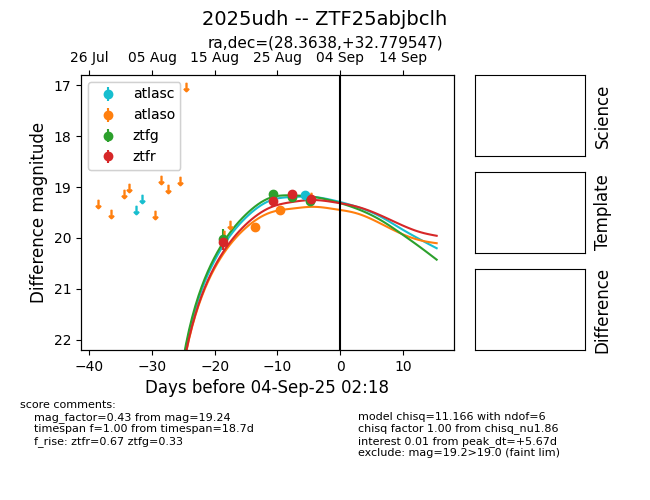 2025udh -- ZTF25abjbclh
ra,dec=(28.3638,+32.779547)
26 Jul 05 Aug 15 Aug 25 Aug 04 Sep 14 Sep
atlasc
atlaso
ztfg
ztfr
17
18
19
20
21
22
Difference magnitude
−40 −30 −20 −10 0 10
Days before 04-Sep-25 02:18
Science
Template
Difference
score comments:
mag_factor=0.43 from mag=19.24
timespan f=1.00 from timespan=18.7d
f_rise: ztfr=0.67 ztfg=0.33
model chisq=11.166 with ndof=6
chisq factor 1.00 from chisq_nu1.86
interest 0.01 from peak_dt=+5.67d
exclude: mag=19.2>19.0 (faint lim)